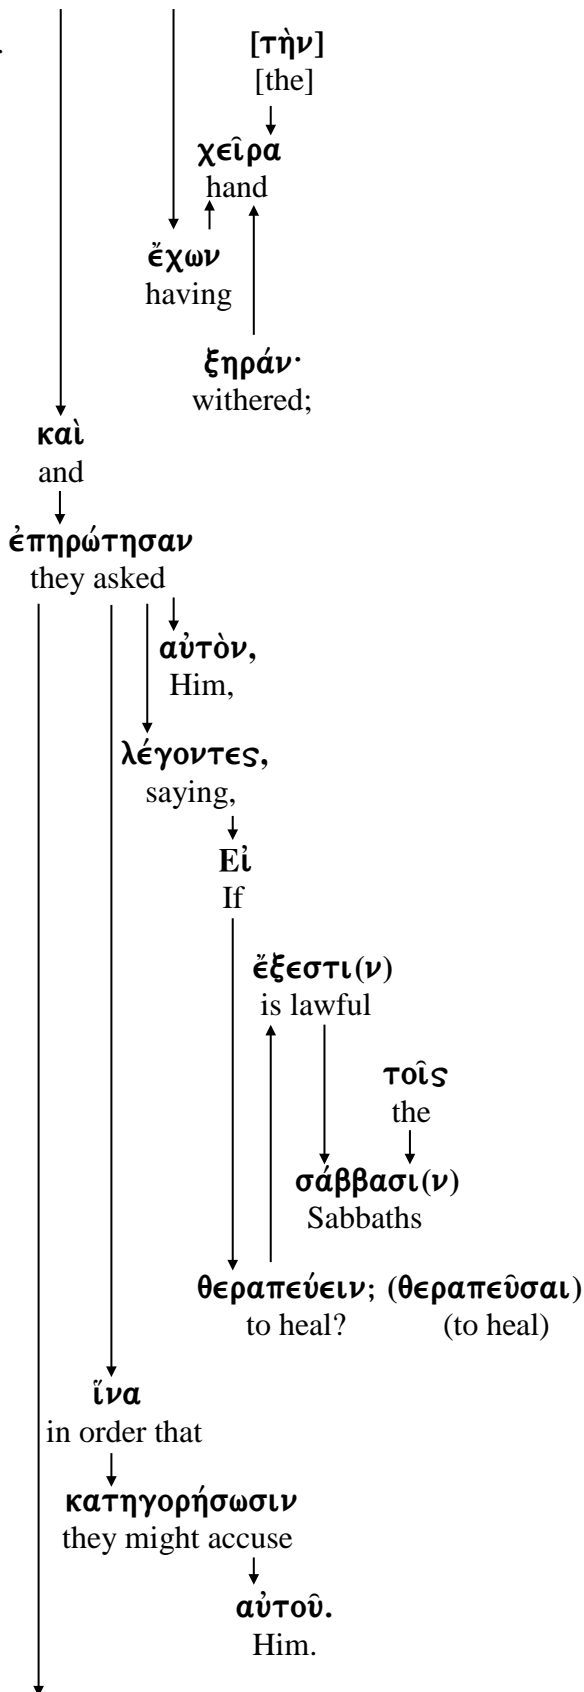 .
[τὴν]
[the]
χεῖρα
hand
ἔχων
having
ξηράν·
withered;
καὶ
and
ἐπηρώτησαν
they asked
αὐτὸν,
Him,
λέγοντες,
saying,
Εἰ
If
ἔξεστι(ν)
is lawful
τοῖς
the
σάββασι(ν)
Sabbaths
θεραπεύειν; (θεραπεῦσαι)
to heal? (to heal)
ἵνα
in order that
κατηγορήσωσιν
they might accuse
αὐτοῦ.
Him.